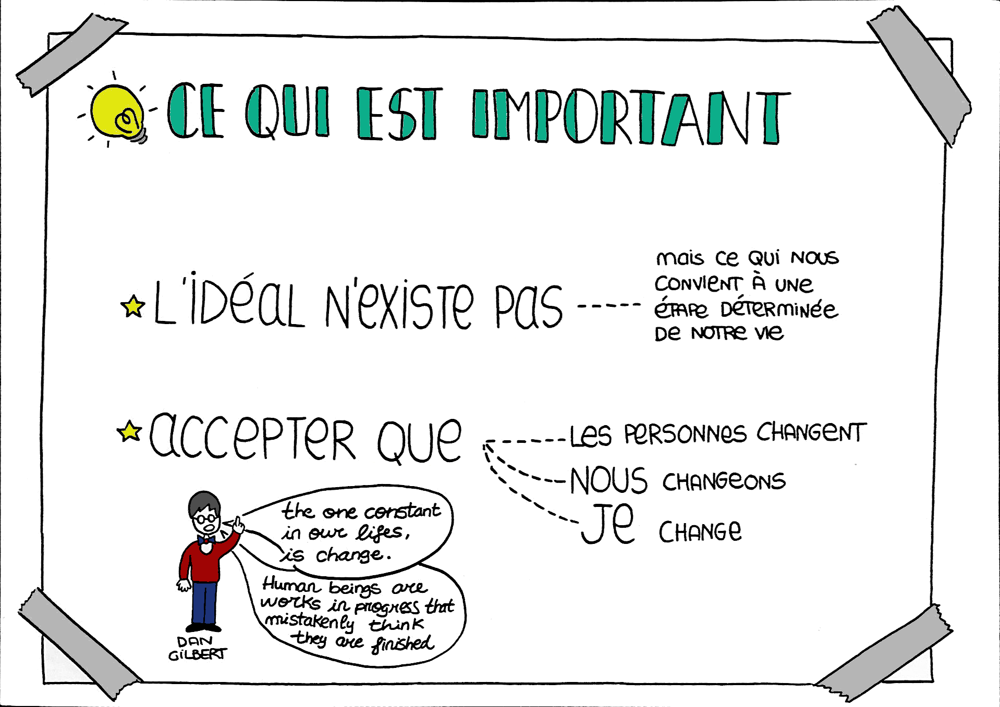 CE QUI EST IMPORTANT
L'IDÉAL N'EXISTE PAS
mais ce qui nous
convient à une
étape déterminée
de notre vie
ACCEPTER QUE
LES PERSONNES CHANGENT
NOUS CHANGEONS
JE CHANGE
the one constant
in our lifes,
is change.
Human beings are
works in progress that
mistakenly think
they are finished
DAN
GILBERT